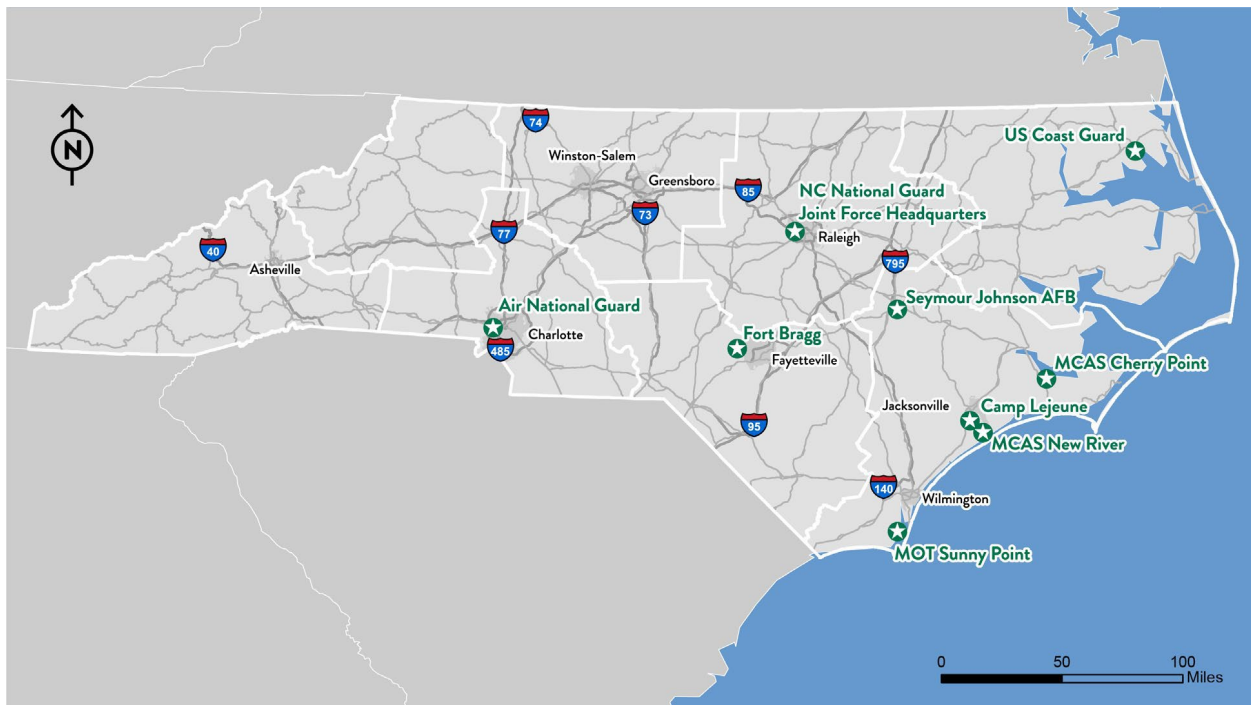 74
US Coast Guard
N
Winston-Salem
Greensboro
85
NC National Guard
Joint Force Headquarters
73
77
Raleigh
40
795
Asheville
Seymour Johnson AFB
Air National Guard
Charlotte
485
Fort Bragg
Fayetteville
MCAS Cherry Point
Jacksonville
Camp Lejeune
95
MCAS New River
140
Wilmington
MOT Sunny Point
0 50 100
Miles